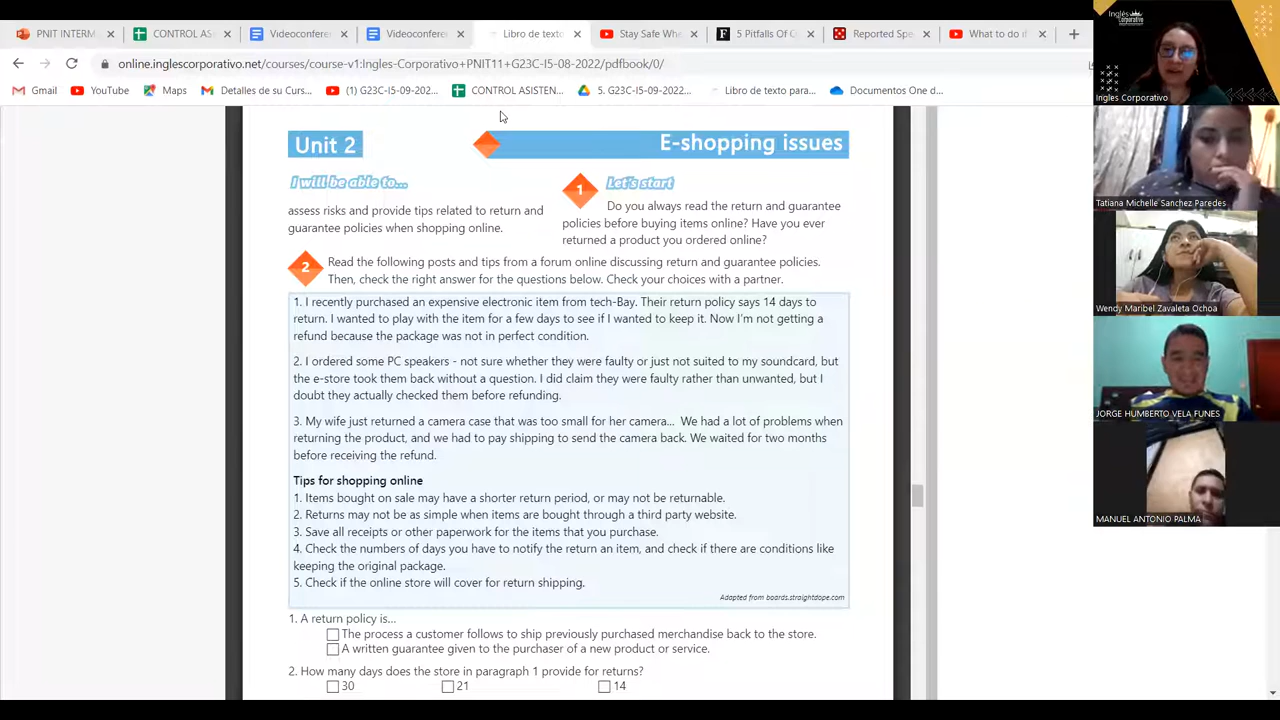 PNIT INTERM
CONTROL AS
Videoconfere
Videoconfere
Libro de texto
Stay Safe Whe
5 Pitfalls Of O
Reported Spe
What to do if
online.inglescorporativo.net/courses/course-v1:Ingles-Corporativo+PNIT11+G23C-I5-08-2022/pdfbook/0/
Gmail
YouTube
Maps
Detalles de su Curs...
(1) G23C-I5-09-202...
CONTROL ASISTEN...
5. G23C-I5-09-2022...
Libro de texto para...
Documentos One d...
Unit 2
E-shopping issues
I will be able to...
assess risks and provide tips related to return and
guarantee policies when shopping online.
1
Let's start
Do you always read the return and guarantee
policies before buying items online? Have you ever
returned a product you ordered online?
2
Read the following posts and tips from a forum online discussing return and guarantee policies.
Then, check the right answer for the questions below. Check your choices with a partner.
1. I recently purchased an expensive electronic item from tech-Bay. Their return policy says 14 days to
return. I wanted to play with it for a few days to see if I wanted to keep it. Now I'm not getting a
refund because the package was not in perfect condition.
2. I ordered some PC speakers - not sure whether they were faulty or just not suited to my soundcard, but
the e-store took them back without a question. I did claim they were faulty rather than unwanted, but I
doubt they actually checked them before refunding.
3. My wife just returned a camera case that was too small for her camera... We had a lot of problems when
returning the product, and we had to pay shipping to send the camera back. We waited for two months
before receiving the refund.
Tips for shopping online
1. Items bought on sale may have a shorter return period, or may not be returnable.
2. Returns may not be as simple when items are bought through a third party website.
3. Save all receipts or other paperwork for the items that you purchase.
4. Check the numbers of days you have to notify the return an item, and check if there are conditions like
keeping the original package.
5. Check if the online store will cover for return shipping.
Adapted from boards.straightdope.com
1. A return policy is...
The process a customer follows to ship previously purchased merchandise back to the store.
A written guarantee given to the purchaser of a new product or service.
2. How many days does the store in paragraph 1 provide for returns?
30
21
14
Inglés
Corporativo
Ingles Corporativo
Tatiana Michelle Sanchez Paredes
Wendy Maribel Zavaleta Ochoa
JORGE HUMBERTO VELA FUNES
MANUEL ANTONIO PALMA